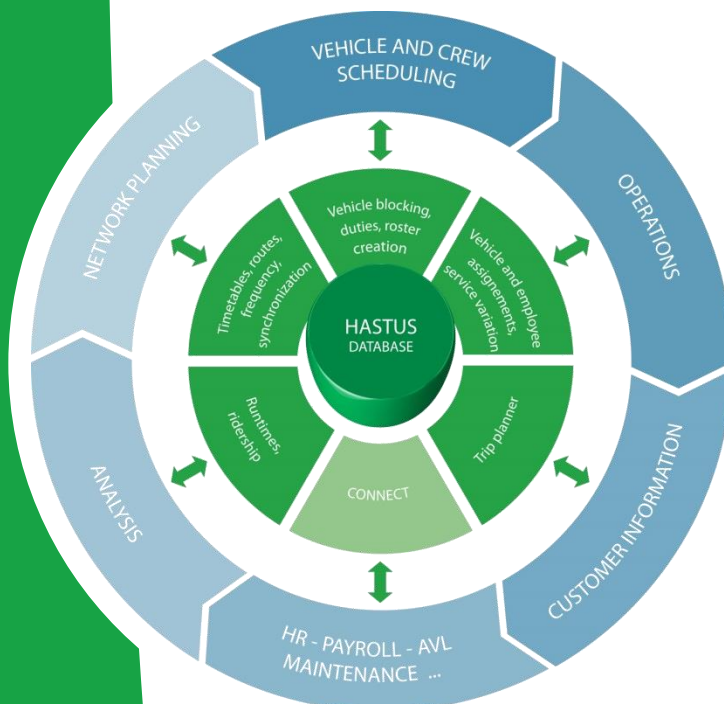 VEHICLE AND CREW
SCHEDULING
OPERATIONS
CUSTOMER INFORMATION
HR - PAYROLL - AVL
MAINTENANCE ...
ANALYSIS
NETWORK PLANNING
Vehicle blocking,
duties, roster
creation
Vehicle and employee
assignements,
service variation
Trip planner
CONNECT
Runtimes,
ridership
Timetables, routes,
frequency,
synchronization
HASTUS
DATABASE